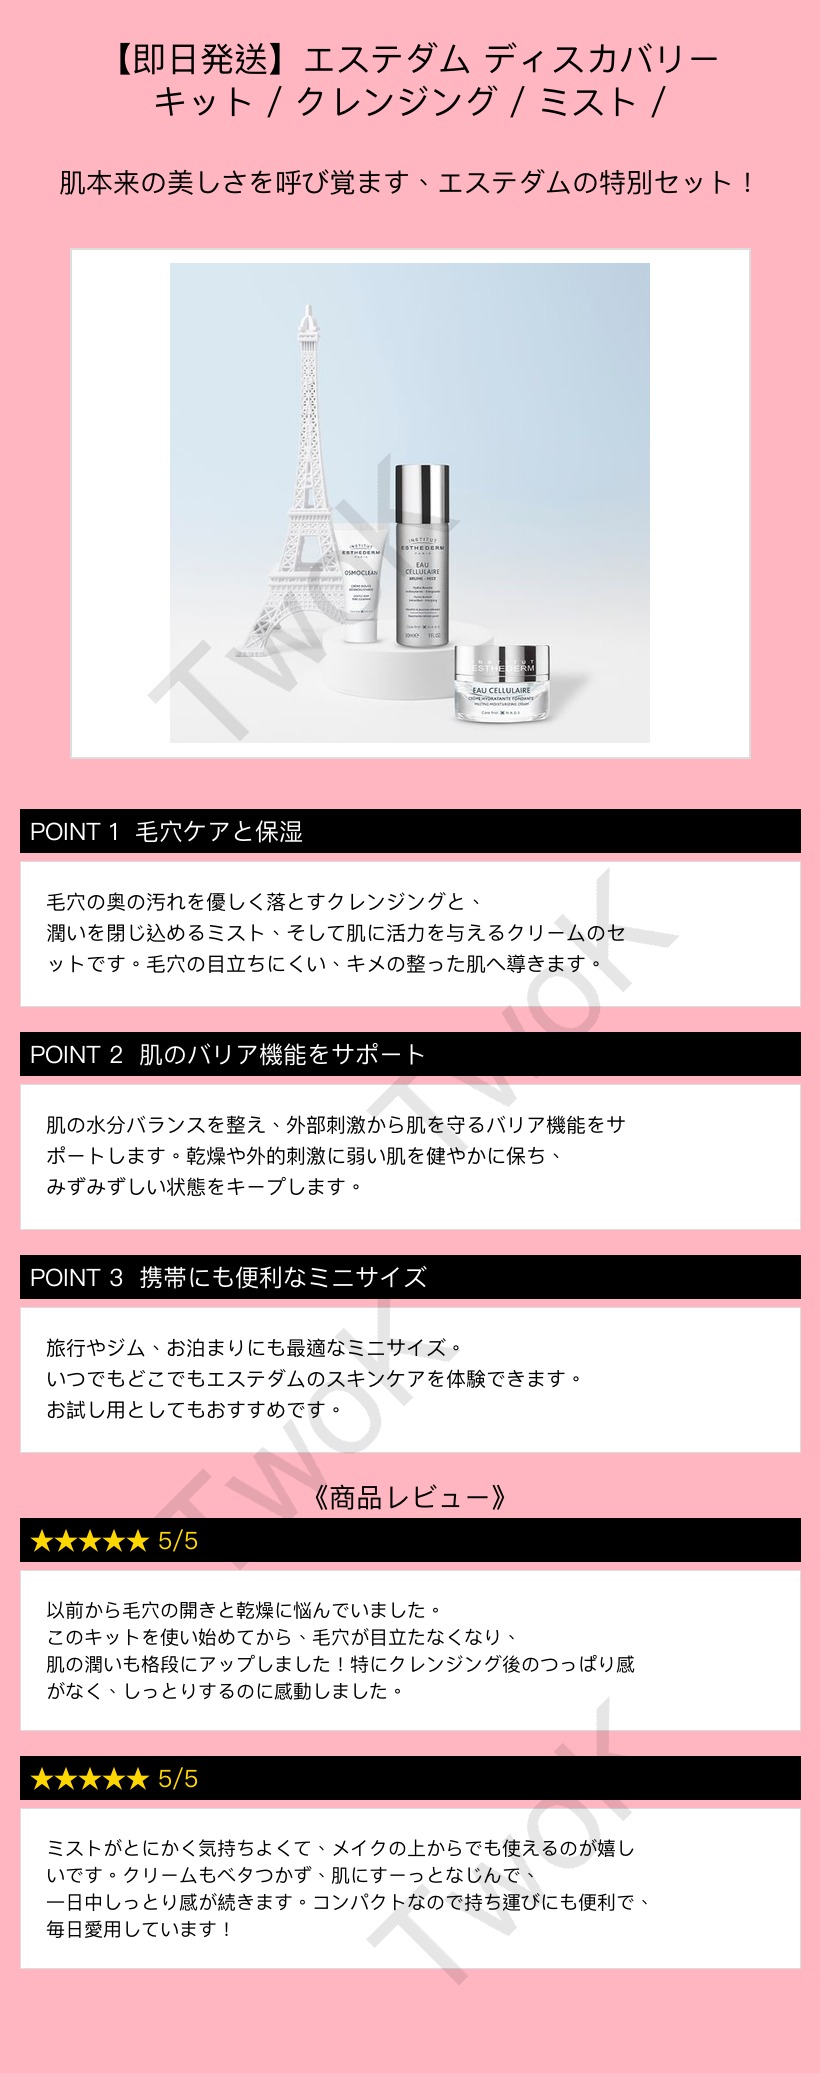 【即日発送】エステダム ディスカバリー
キット / クレンジング / ミスト /
肌本来の美しさを呼び覚ます、エステダムの特別セット！
INSTITUT
ESTHEDERM
PARIS
OSMOCLEAN
INSTITUT
ESTHEDERM
PARIS
EAU
CELLULAIRE
BRUME - MIST
INSTITUT
ESTHEDERM
EAU CELLULAIRE
CRÈME HYDRATANTE FONDANTE
MELTING MOISTURIZING CREAM
TwoK
POINT 1 毛穴ケアと保湿
毛穴の奥の汚れを優しく落とすクレンジングと、
潤いを閉じ込めるミスト、そして肌に活力を与えるクリームのセ
ットです。毛穴の目立ちにくい、キメの整った肌へ導きます。
TwoK
POINT 2 肌のバリア機能をサポート
肌の水分バランスを整え、外部刺激から肌を守るバリア機能をサ
ポートします。乾燥や外的刺激に弱い肌を健やかに保ち、
みずみずしい状態をキープします。
POINT 3 携帯にも便利なミニサイズ
旅行やジム、お泊まりにも最適なミニサイズ。
いつでもどこでもエステダムのスキンケアを体験できます。
お試し用としてもおすすめです。
TwoK
《商品レビュー》
★★★★★ 5/5
以前から毛穴の開きと乾燥に悩んでいました。
このキットを使い始めてから、毛穴が目立たなくなり、
肌の潤いも格段にアップしました！特にクレンジング後のつっぱり感
がなく、しっとりするのに感動しました。
★★★★★ 5/5
ミストがとにかく気持ちよくて、メイクの上からでも使えるのが嬉し
いです。クリームもベタつかず、肌にすーっとなじんで、
一日中しっとり感が続きます。コンパクトなので持ち運びにも便利で、
毎日愛用しています！
TwoK